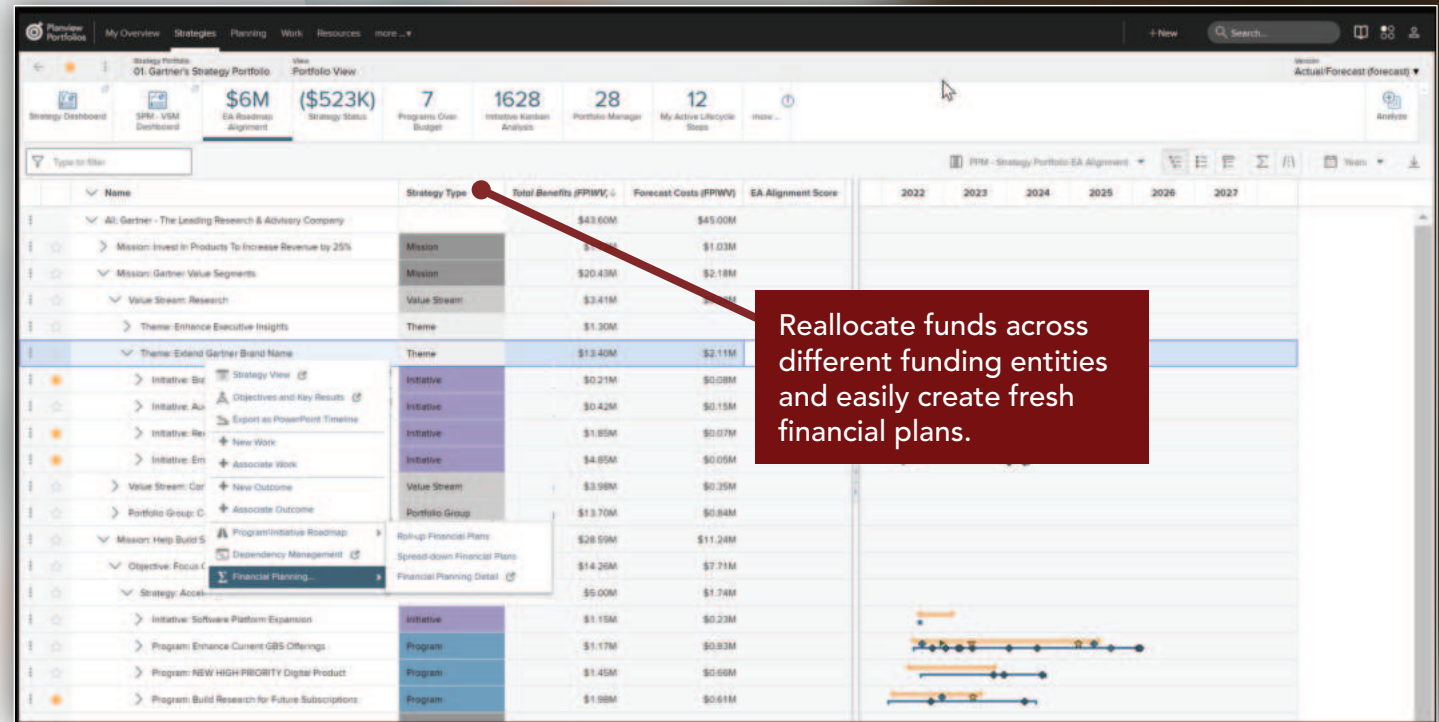 Planview Portfolios
My Overview Strategies Planning Work Resources more ...
+ New
Search...
Strategy Portfolio
01. Gartner's Strategy Portfolio
View
Portfolio View
Version
Actual/Forecast (forecast)
Strategy Dashboard
SPM - VSM Dashboard
$6M
EA Roadmap Alignment
($523K)
Strategy Status
7
Programs Over Budget
1628
Initiative Kanban Analysis
28
Portfolio Manager
12
My Active Lifecycle Steps
more ...
Analyze
Type to filter
PPM - Strategy Portfolio EA Alignment
Years
Name Strategy Type Total Benefits (FPIWV, Forecast Costs (FPIWV) EA Alignment Score 2022 2023 2024 2025 2026 2027
All: Gartner - The Leading Research & Advisory Company $43.60M $45.00M
Mission: Invest In Products To Increase Revenue by 25% Mission $1.03M
Mission: Gartner Value Segments Mission $20.43M $2.18M
Value Stream: Research Value Stream $3.41M
Theme: Enhance Executive Insights Theme $1.30M
Theme: Extend Gartner Brand Name Theme $13.40M $2.11M
Initiative: Initiative $0.21M $0.08M
Initiative: Initiative $0.42M $0.15M
Initiative: Initiative $1.85M $0.07M
Initiative: Initiative $4.85M $0.05M
Value Stream: Value Stream $3.98M $0.35M
Portfolio Group: Portfolio Group $13.70M $0.84M
Mission: Help Build $28.59M $11.24M
Objective: Focus $14.26M $7.71M
Strategy: $5.00M $1.74M
Initiative: Software Platform Expansion Initiative $1.15M $0.23M
Program: Enhance Current GBS Offerings Program $1.17M $0.83M
Program: NEW HIGH PRIORITY Digital Product Program $1.45M $0.66M
Program: Build Research for Future Subscriptions Program $1.98M $0.61M
Strategy View
Objectives and Key Results
Export as PowerPoint Timeline
+ New Work
+ Associate Work
+ New Outcome
+ Associate Outcome
Program/Initiative Roadmap
Dependency Management
Financial Planning...
Roll-up Financial Plans
Spread-down Financial Plans
Financial Planning Detail
Reallocate funds across
different funding entities
and easily create fresh
financial plans.